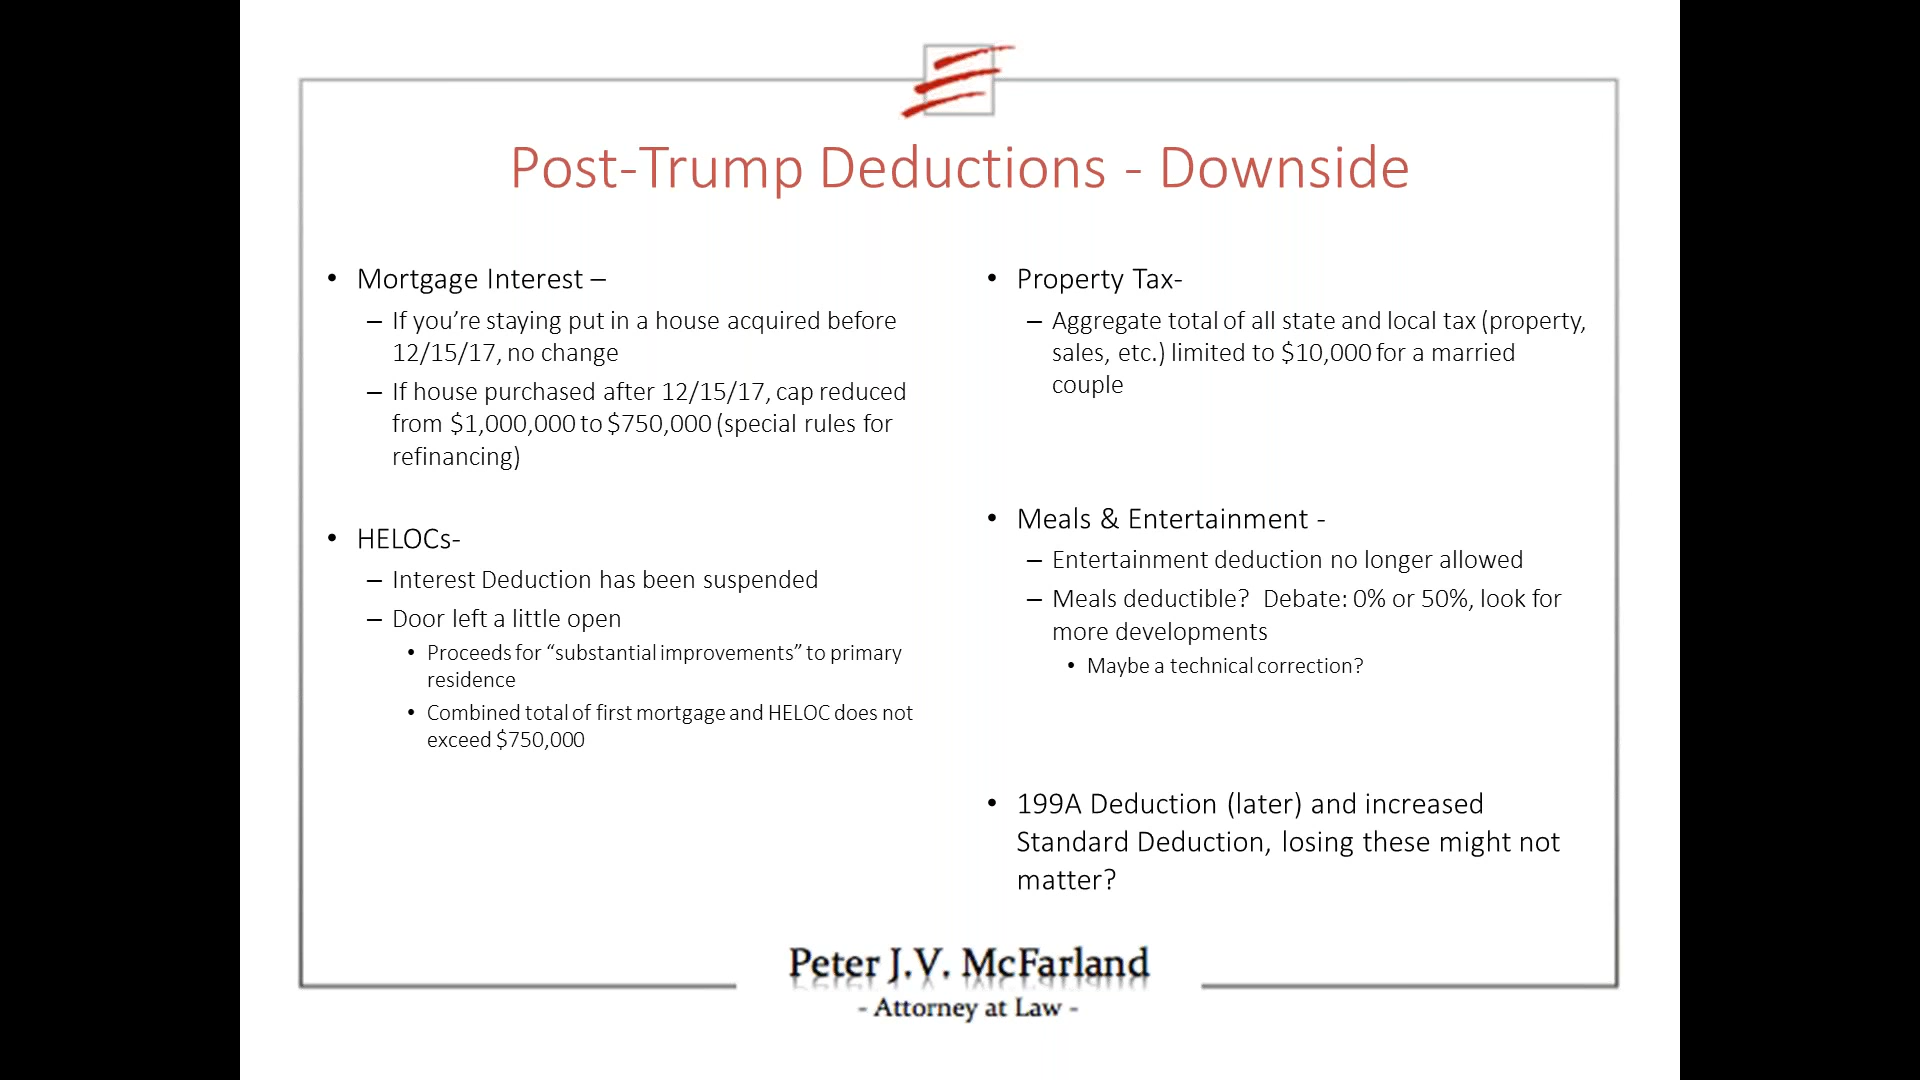 Post-Trump Deductions - Downside
• Mortgage Interest –
– If you’re staying put in a house acquired before
12/15/17, no change
– If house purchased after 12/15/17, cap reduced
from $1,000,000 to $750,000 (special rules for
refinancing)
• HELOCs-
– Interest Deduction has been suspended
– Door left a little open
• Proceeds for “substantial improvements” to primary
residence
• Combined total of first mortgage and HELOC does not
exceed $750,000
• Property Tax-
– Aggregate total of all state and local tax (property,
sales, etc.) limited to $10,000 for a married
couple
• Meals & Entertainment -
– Entertainment deduction no longer allowed
– Meals deductible? Debate: 0% or 50%, look for
more developments
• Maybe a technical correction?
• 199A Deduction (later) and increased
Standard Deduction, losing these might not
matter?
Peter J.V. McFarland
- Attorney at Law -